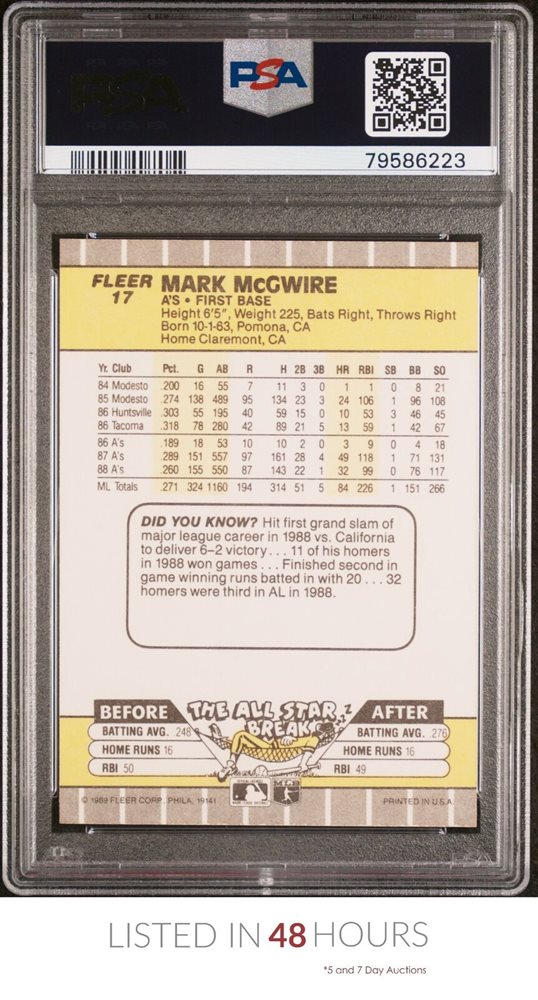 PSA
79586223
FLEER MARK McGWIRE
17 A'S • FIRST BASE
Height 6'5", Weight 225, Bats Right, Throws Right
Born 10-1-63, Pomona, CA
Home Claremont, CA
Yr. Club Pct. G AB R H 2B 3B HR RBI SB BB SO
84 Modesto .200 16 55 7 11 3 0 1 1 0 8 21
85 Modesto .274 138 489 95 134 23 3 24 106 1 96 108
86 Huntsville .303 55 195 40 59 15 0 10 53 3 46 45
86 Tacoma .318 78 280 42 89 21 5 13 59 1 42 67
86 A's .189 18 53 10 10 2 0 3 9 0 4 18
87 A's .289 151 557 97 161 28 4 49 118 1 71 131
88 A's .260 155 550 87 143 22 1 32 99 0 76 117
ML Totals .271 324 1160 194 314 51 5 84 226 1 151 266
DID YOU KNOW? Hit first grand slam of
major league career in 1988 vs. California
to deliver 6-2 victory... 11 of his homers
in 1988 won games... Finished second in
game winning runs batted in with 20... 32
homers were third in AL in 1988.
BEFORE THE ALL STAR BREAK AFTER
BATTING AVG. .248 BATTING AVG. .276
HOME RUNS 16 HOME RUNS 16
RBI 50 RBI 49
© 1989 FLEER CORP., PHILA., 19141 PRINTED IN U.S.A.
LISTED IN 48 HOURS
*5 and 7 Day Auctions